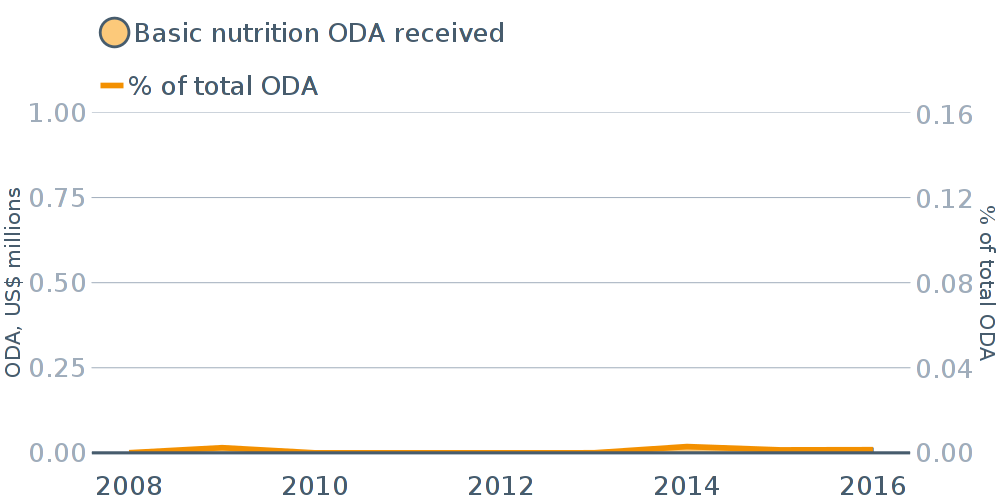 Basic nutrition ODA received
% of total ODA
1.00
0.75
0.50
0.25
0.00
ODA, US$ millions
0.16
0.12
0.08
0.04
0.00
% of total ODA
2008 2010 2012 2014 2016